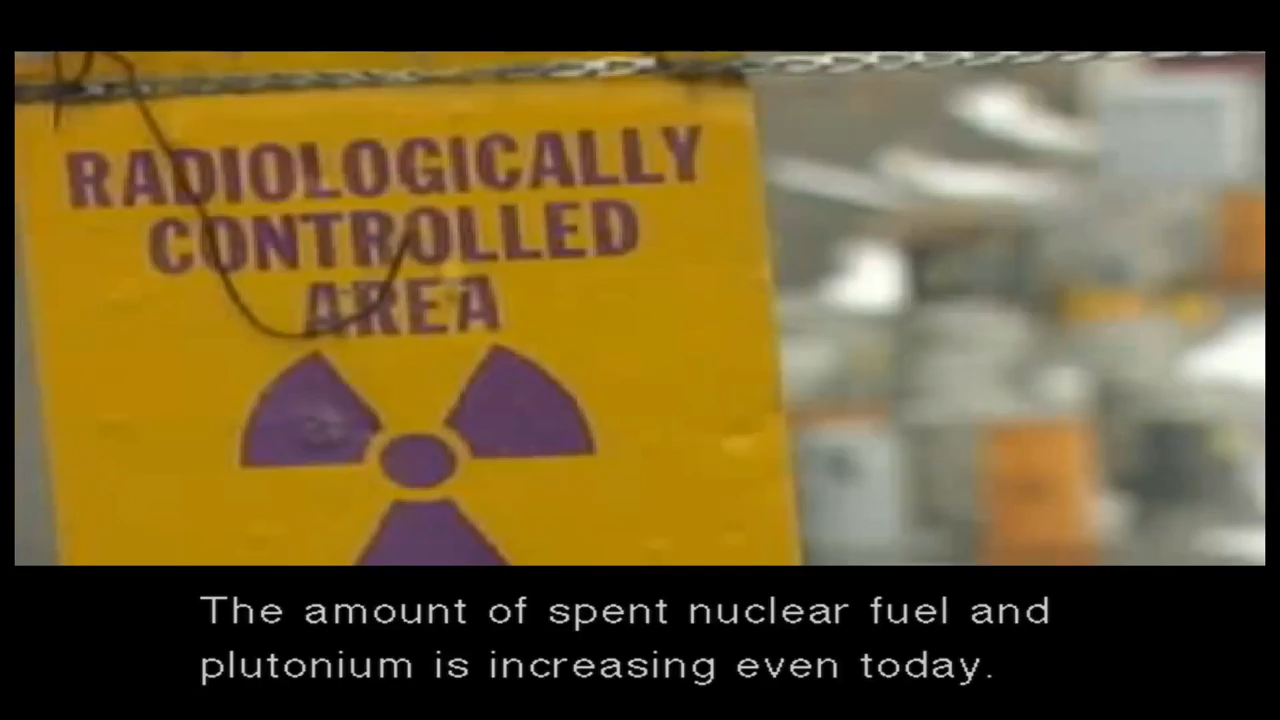 RADIOLOGICALLY
CONTROLLED
AREA
The amount of spent nuclear fuel and
plutonium is increasing even today.